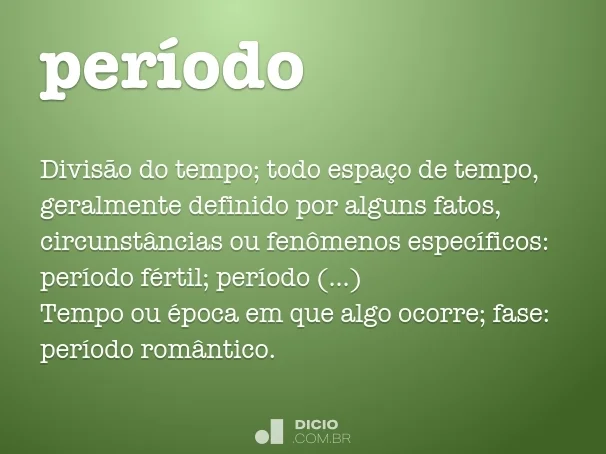 período
Divisão do tempo; todo espaço de tempo,
geralmente definido por alguns fatos,
circunstâncias ou fenômenos específicos:
período fértil; período (...)
Tempo ou época em que algo ocorre; fase:
período romântico.
DICIO
.COM.BR